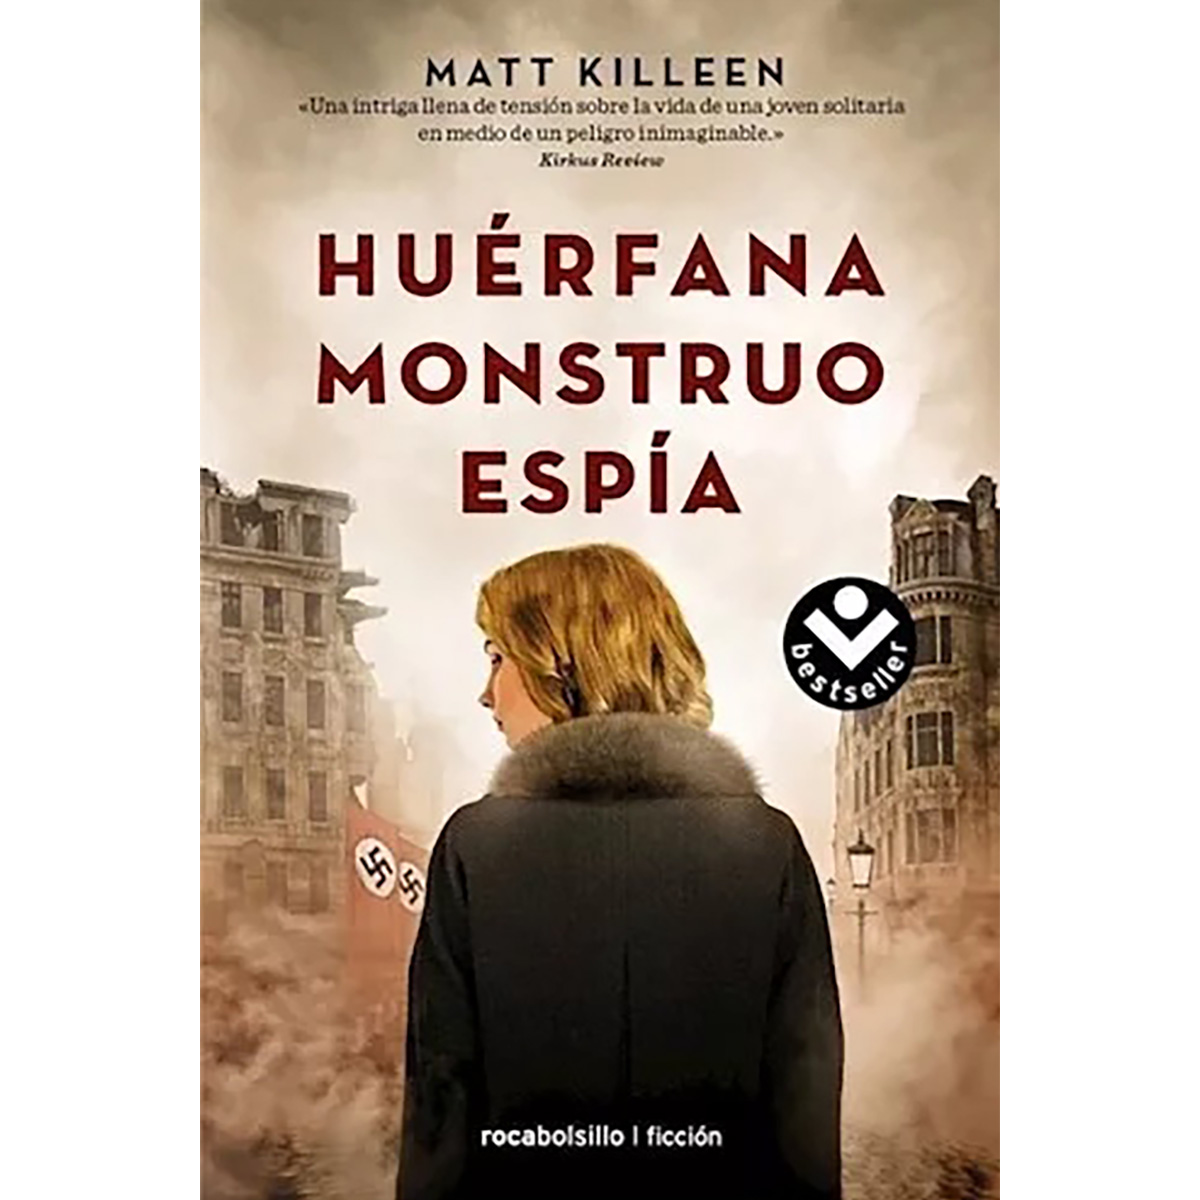 MATT KILLEEN
«Una intriga llena de tensión sobre la vida de una joven solitaria
en medio de un peligro inimaginable.»
Kirkus Review
HUÉRFANA
MONSTRUO
ESPÍA
bestseller
rocabolsillo | ficción